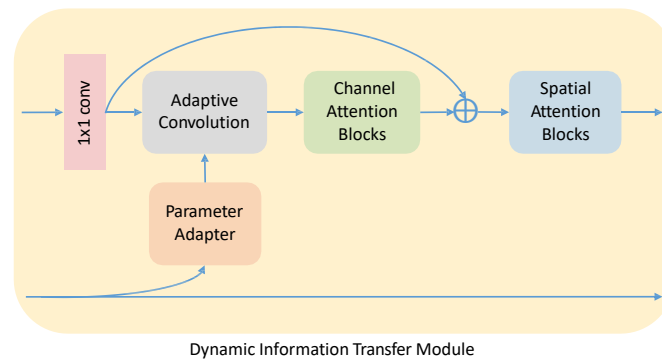 1x1 conv
Adaptive
Convolution
Channel
Attention
Blocks
Spatial
Attention
Blocks
Parameter
Adapter
Dynamic Information Transfer Module